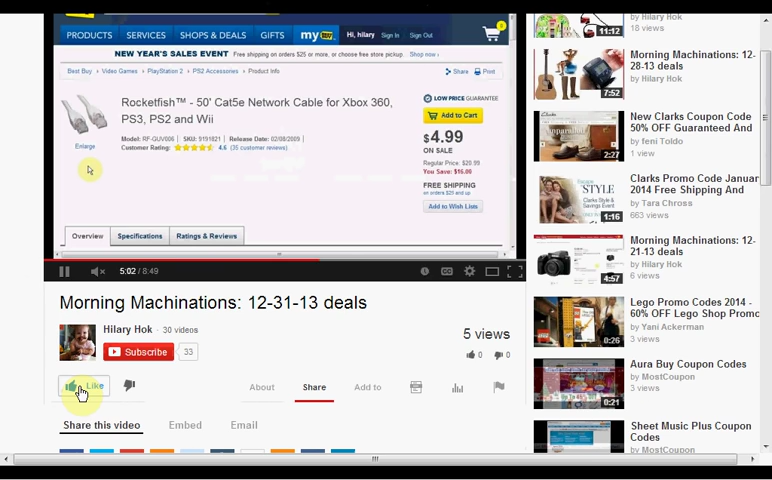 PRODUCTS SERVICES SHOPS & DEALS GIFTS my Hi, hilary Sign In Sign Out
NEW YEAR'S SALES EVENT Free shipping on orders $25 or more, or choose free store pickup. Shop now ›
Best Buy › Video Games › PlayStation 2 › PS2 Accessories › Product Info
Share Print
Rocketfish™ - 50' Cat5e Network Cable for Xbox 360,
PS3, PS2 and Wii
Model: RF-GUV006 SKU: 9191821 Release Date: 02/08/2009
Customer Rating: 4.6 (35 customer reviews)
Enlarge
LOW PRICE GUARANTEE
Add to Cart
$4.99
ON SALE
Regular Price: $20.99
You Save: $16.00
FREE SHIPPING
on orders $25 and up
Add to Wish Lists
Overview Specifications Ratings & Reviews
5:02 / 8:49
CC
Morning Machinations: 12-31-13 deals
Hilary Hok · 30 videos
Subscribe 33
5 views
0 0
Like
About Share Add to
Share this video Embed Email
by Hilary Hok
18 views
11:12
Morning Machinations: 12-
28-13 deals
by Hilary Hok
7:52
New Clarks Coupon Code
50% OFF Guaranteed And
by feni Toldo
1 view
2:27
Clarks Promo Code Januar
2014 Free Shipping And
by Tara Chross
663 views
STYLE
1:16
Morning Machinations: 12-
21-13 deals
by Hilary Hok
6 views
4:57
Lego Promo Codes 2014 -
60% OFF Lego Shop Promo
by Yani Ackerman
3 views
0:26
Aura Buy Coupon Codes
by MostCoupon
3 views
0:21
Sheet Music Plus Coupon
Codes
by MostCoupon